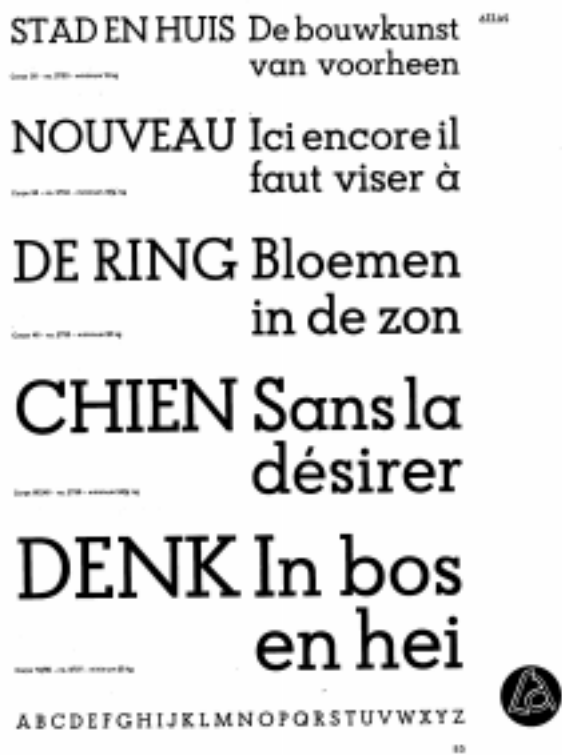 STAD EN HUIS De bouwkunst
van voorheen
NOUVEAU Ici encore il
faut viser à
DE RING Bloemen
in de zon
CHIEN Sans la
désirer
DENK In bos
en hei
ABCDEFGHIJKLMNOPQRSTUVWXYZ